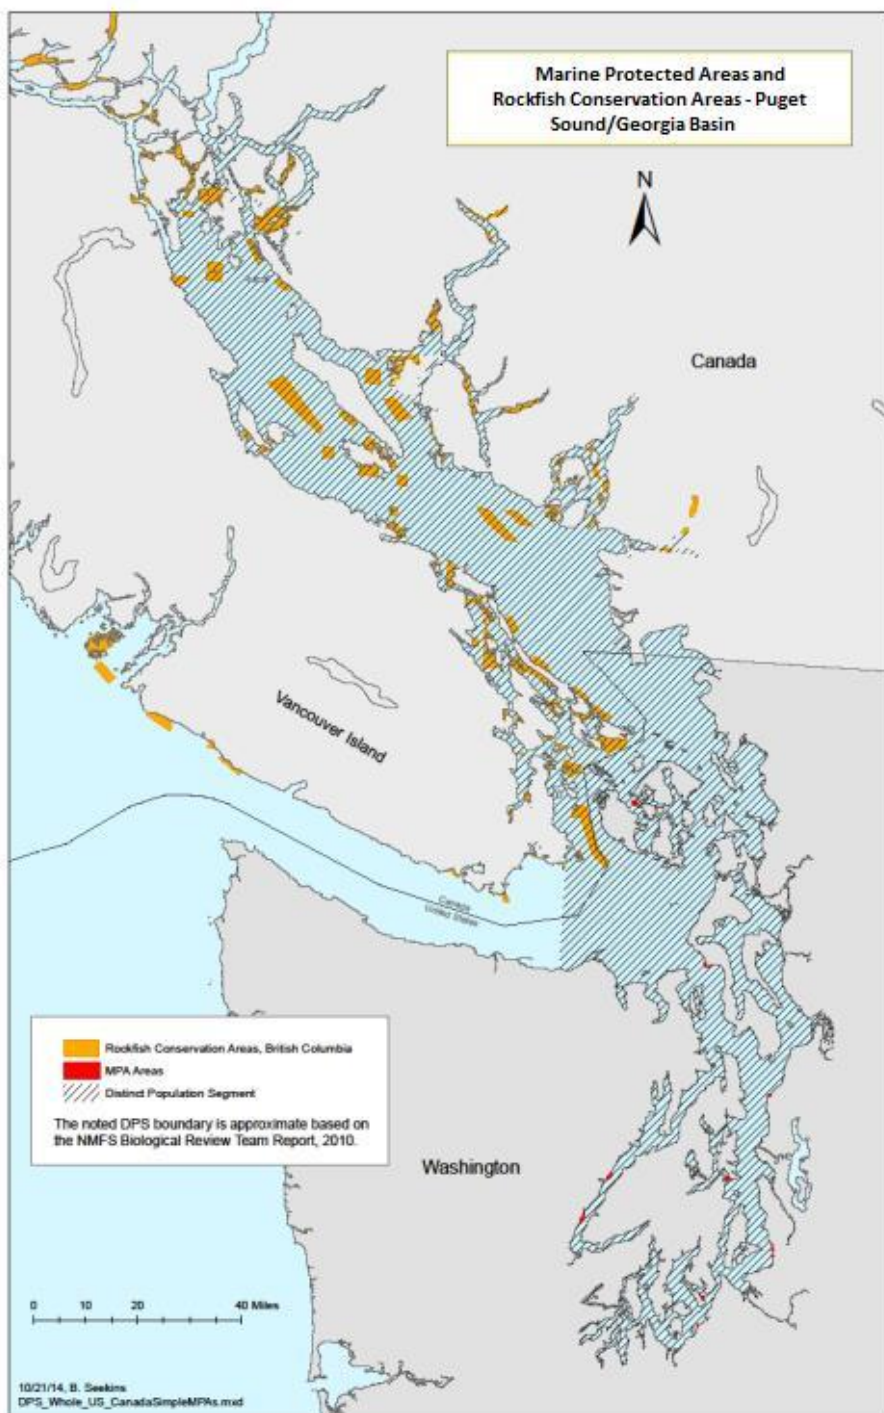 Marine Protected Areas and
Rockfish Conservation Areas - Puget
Sound/Georgia Basin
N
Canada
Vancouver Island
Canada
United States
Rockfish Conservation Areas, British Columbia
MPA Areas
Distinct Population Segment
The noted DPS boundary is approximate based on
the NMFS Biological Review Team Report, 2010.
Washington
0 10 20 40 Miles
10/21/14, B. Seekins
DPS_Whole_US_CanadaSimpleMPAs.mxd